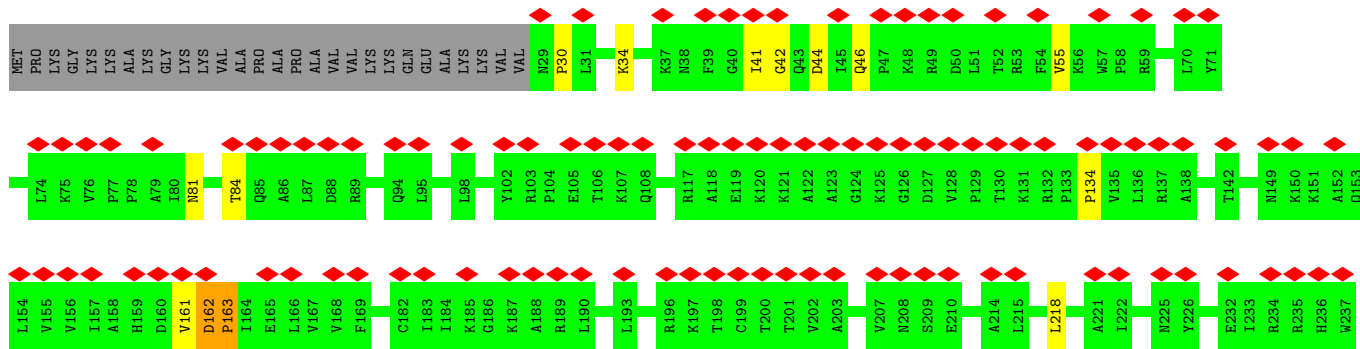 MET PRO LYS GLY LYS LYS ALA LYS GLY LYS LYS VAL ALA PRO ALA PRO ALA VAL VAL LYS LYS GLN GLU ALA LYS LYS VAL VAL N29 P30 L31 K34 K37 N38 F39 G40 I41 G42 Q43 D44 I45 Q46 P47 K48 R49 D50 L51 T52 R53 F54 V55 K56 W57 P58 R59 L70 Y71
L74 K75 V76 P77 P78 A79 I80 N81 T84 Q85 A86 L87 D88 R89 Q94 L95 L98 Y102 R103 P104 E105 T106 K107 Q108 R117 A118 E119 K120 K121 A122 A123 G124 K125 G126 D127 V128 P129 T130 K131 R132 P133 P134 V135 L136 R137 A138 T142 N149 K150 K151 A152 Q153
L154 V155 V156 I157 A158 H159 D160 V161 D162 P163 I164 E165 L166 V167 V168 F169 C182 I183 I184 K185 G186 K187 A188 R189 L190 L193 R196 K197 T198 C199 T200 T201 V202 A203 V207 N208 S209 E210 A214 L215 L218 A221 I222 N225 Y226 E232 I233 R234 R235 H236 W237